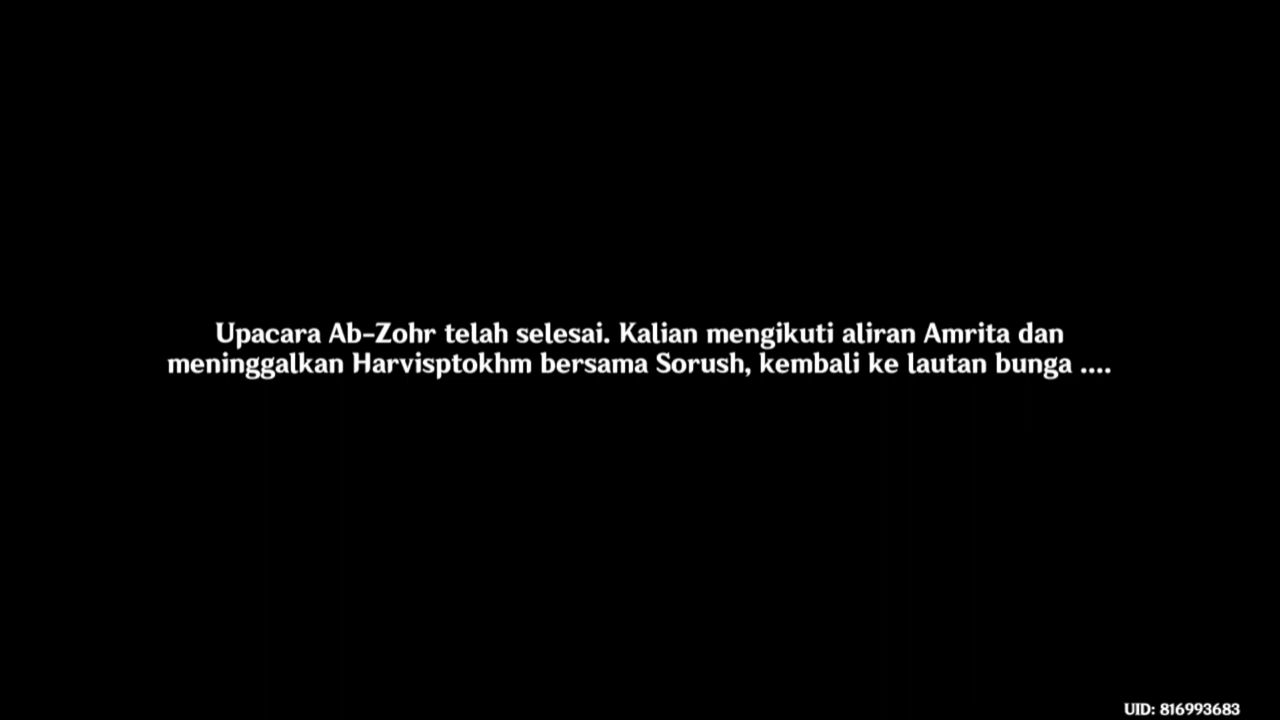 Upacara Ab-Zohr telah selesai. Kalian mengikuti aliran Amrita dan
meninggalkan Harvisptokhm bersama Sorush, kembali ke lautan bunga ....
UID: 816993683